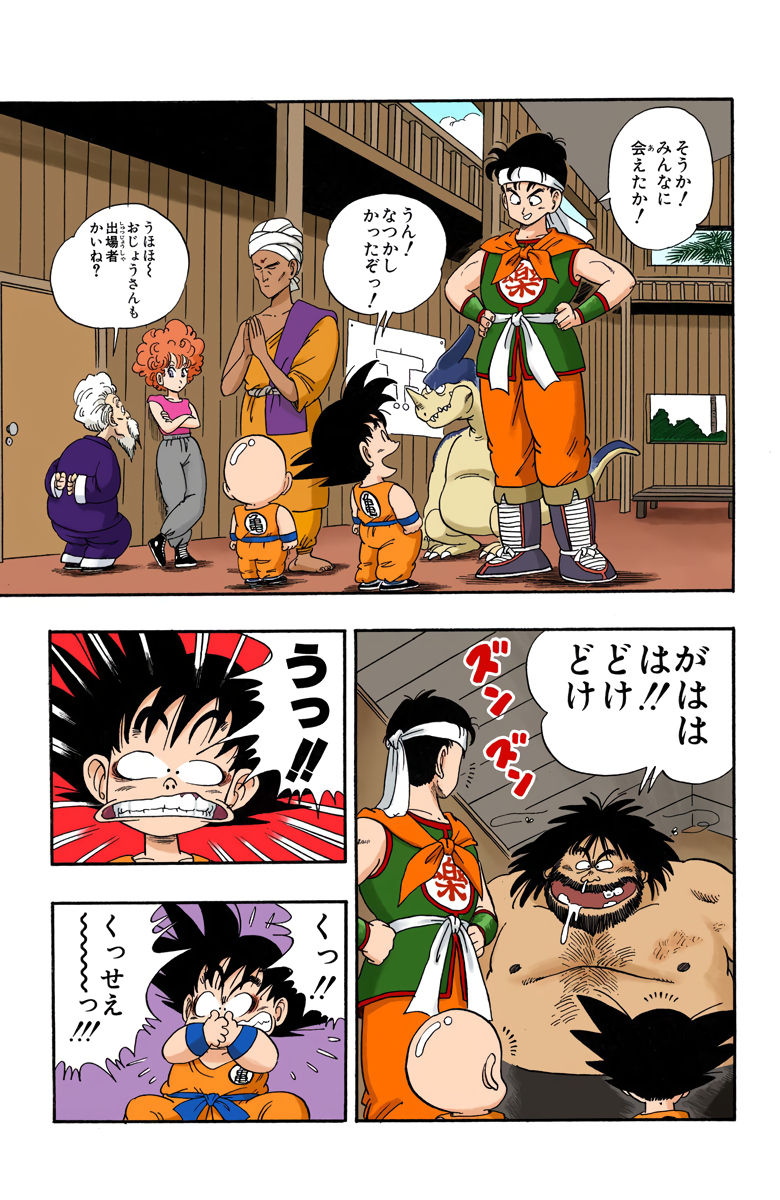 そうか！
みんなに
会えたか！
うん！
なつかし
かったぞっ！
うほほ〜
おじょうさんも
出場者
かいね？
樂
亀
亀
がはは
は!!
どけ
どけ
ズン
ズン
樂
うっ!!
くっ!!
くっせえ
〜〜っ!!!
亀